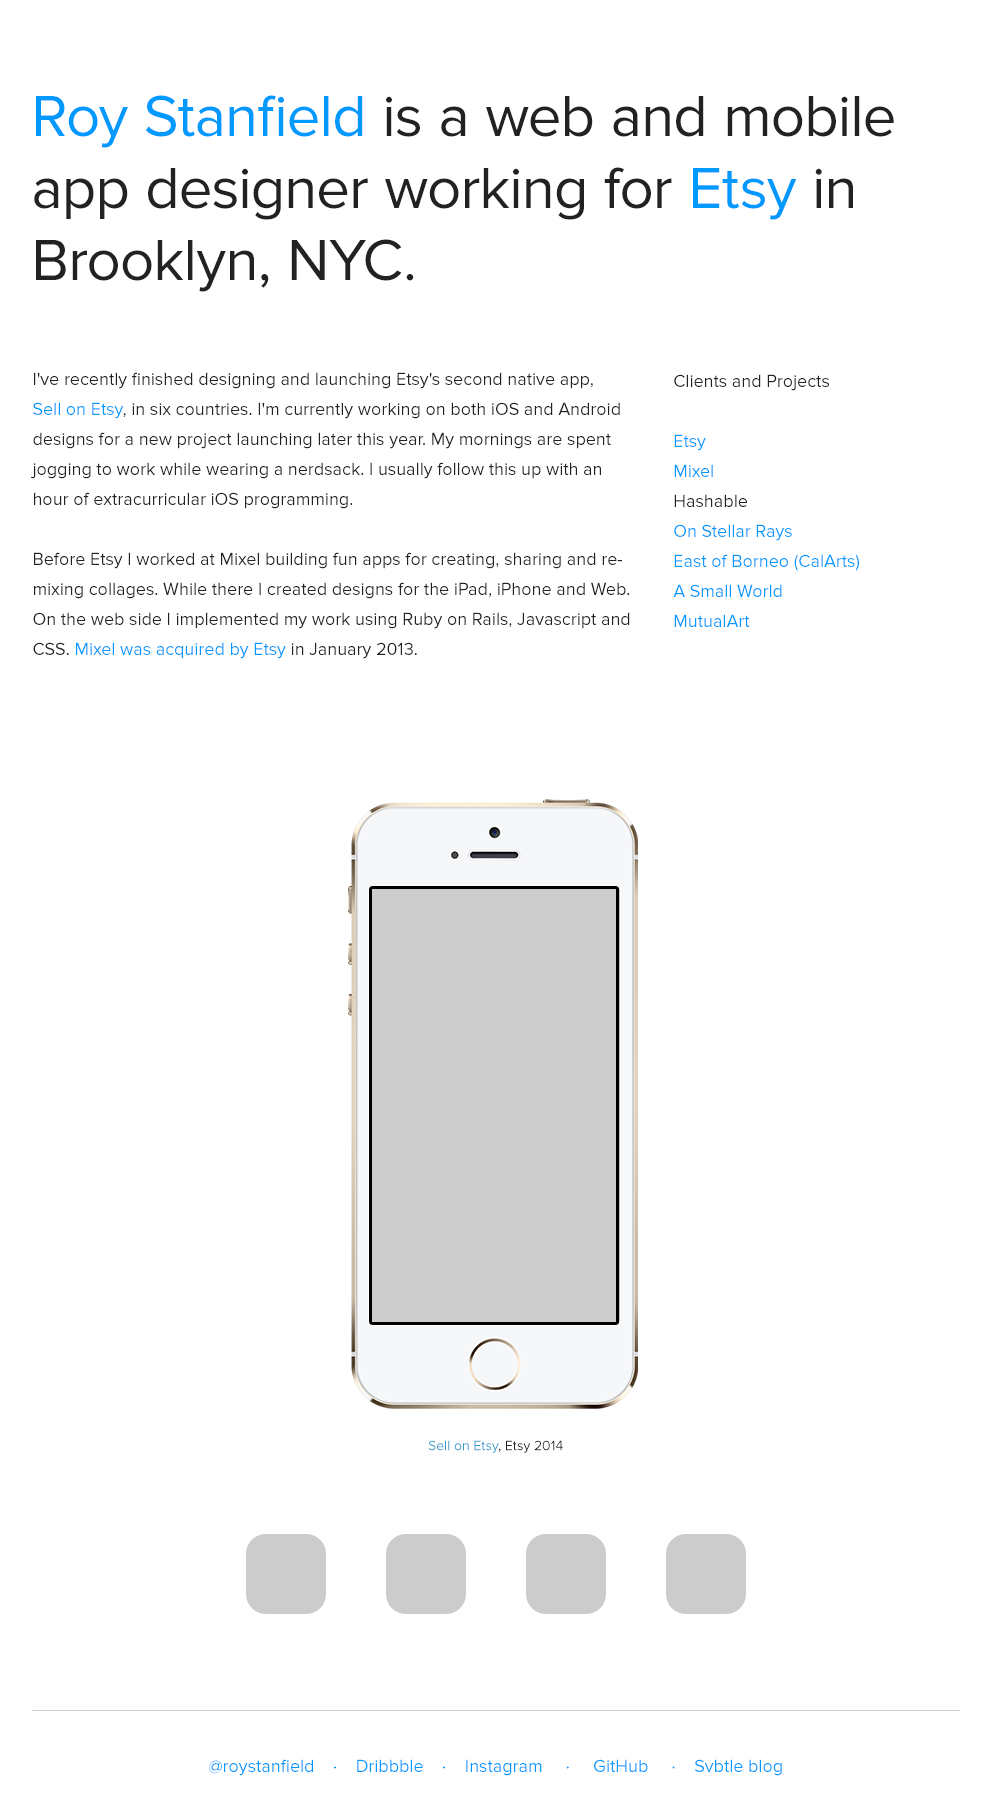 Roy Stanfield is a web and mobile
app designer working for Etsy in
Brooklyn, NYC.
I've recently finished designing and launching Etsy's second native app,
Sell on Etsy, in six countries. I'm currently working on both iOS and Android
designs for a new project launching later this year. My mornings are spent
jogging to work while wearing a nerdsack. I usually follow this up with an
hour of extracurricular iOS programming.
Before Etsy I worked at Mixel building fun apps for creating, sharing and re-
mixing collages. While there I created designs for the iPad, iPhone and Web.
On the web side I implemented my work using Ruby on Rails, Javascript and
CSS. Mixel was acquired by Etsy in January 2013.
Clients and Projects
Etsy
Mixel
Hashable
On Stellar Rays
East of Borneo (CalArts)
A Small World
MutualArt
Sell on Etsy, Etsy 2014
@roystanfield · Dribbble · Instagram · GitHub · Svbtle blog